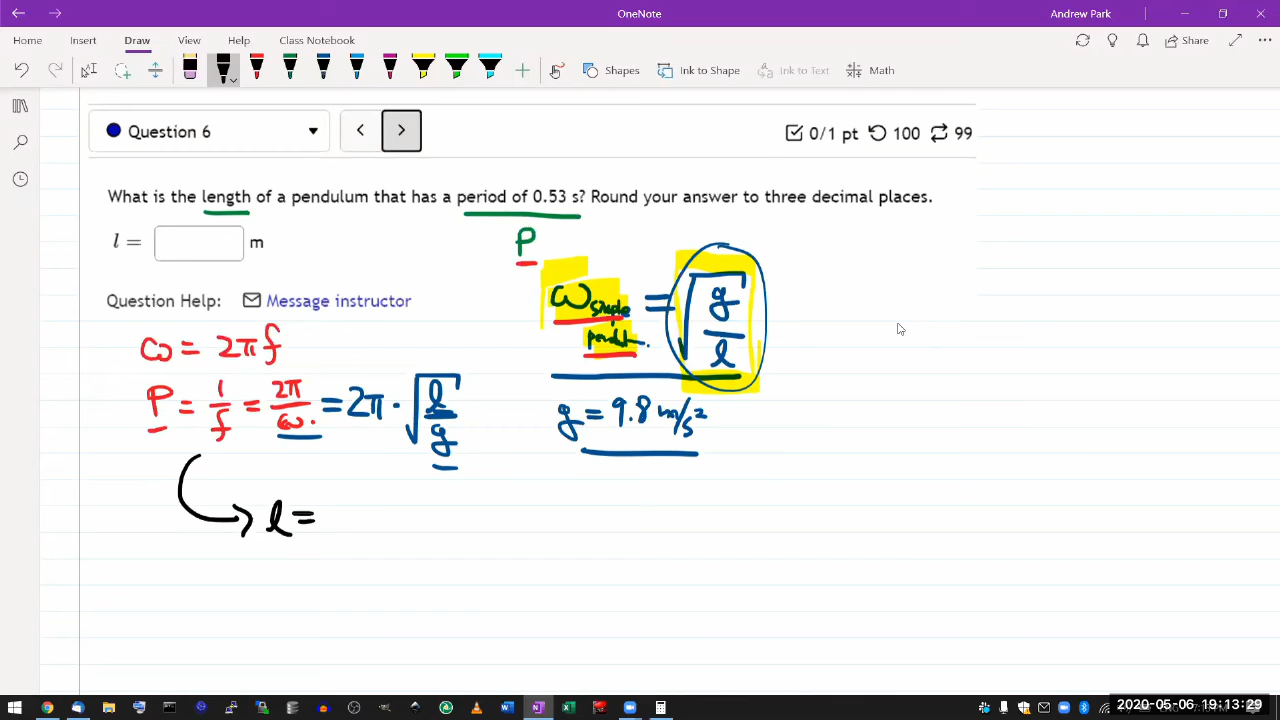 OneNote
Andrew Park
Home Insert Draw View Help Class Notebook
Share
Shapes Ink to Shape Ink to Text Math
Question 6
0/1 pt 100 99
What is the length of a pendulum that has a period of 0.53 s? Round your answer to three decimal places.
l = m
P
ω simple = √(g/l)
Question Help: Message instructor
ω = 2πf
P = 1/f = 2π/ω = 2π · √(l/g)
g = 9.8 m/s²
l =
2020-05-06 19:13:29